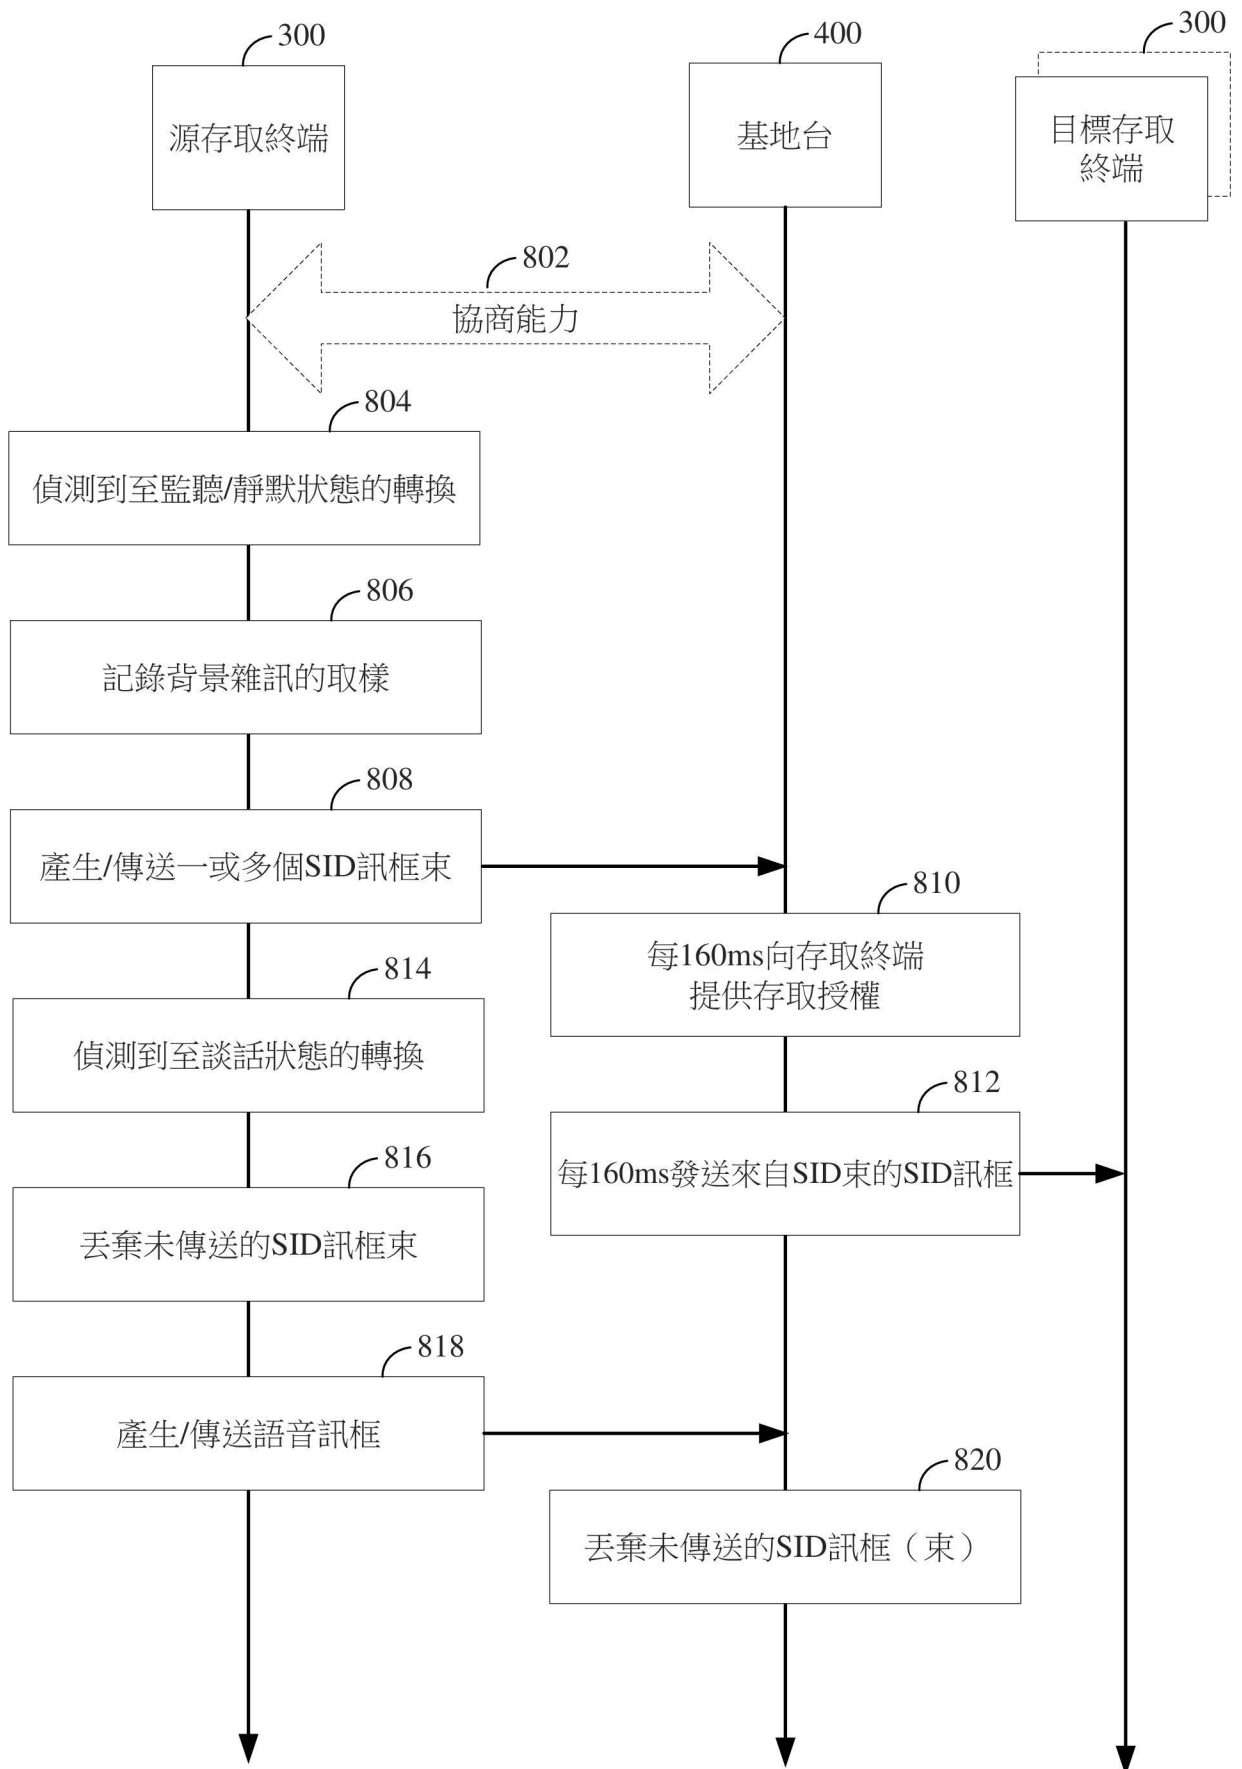 300
400
300
源存取終端
基地台
目標存取
終端
802
協商能力
804
偵測到至監聽/靜默狀態的轉換
806
記錄背景雜訊的取樣
808
產生/傳送一或多個SID訊框束
810
每160ms向存取終端
提供存取授權
814
偵測到至談話狀態的轉換
812
每160ms發送來自SID束的SID訊框
816
丟棄未傳送的SID訊框束
818
產生/傳送語音訊框
820
丟棄未傳送的SID訊框（束）